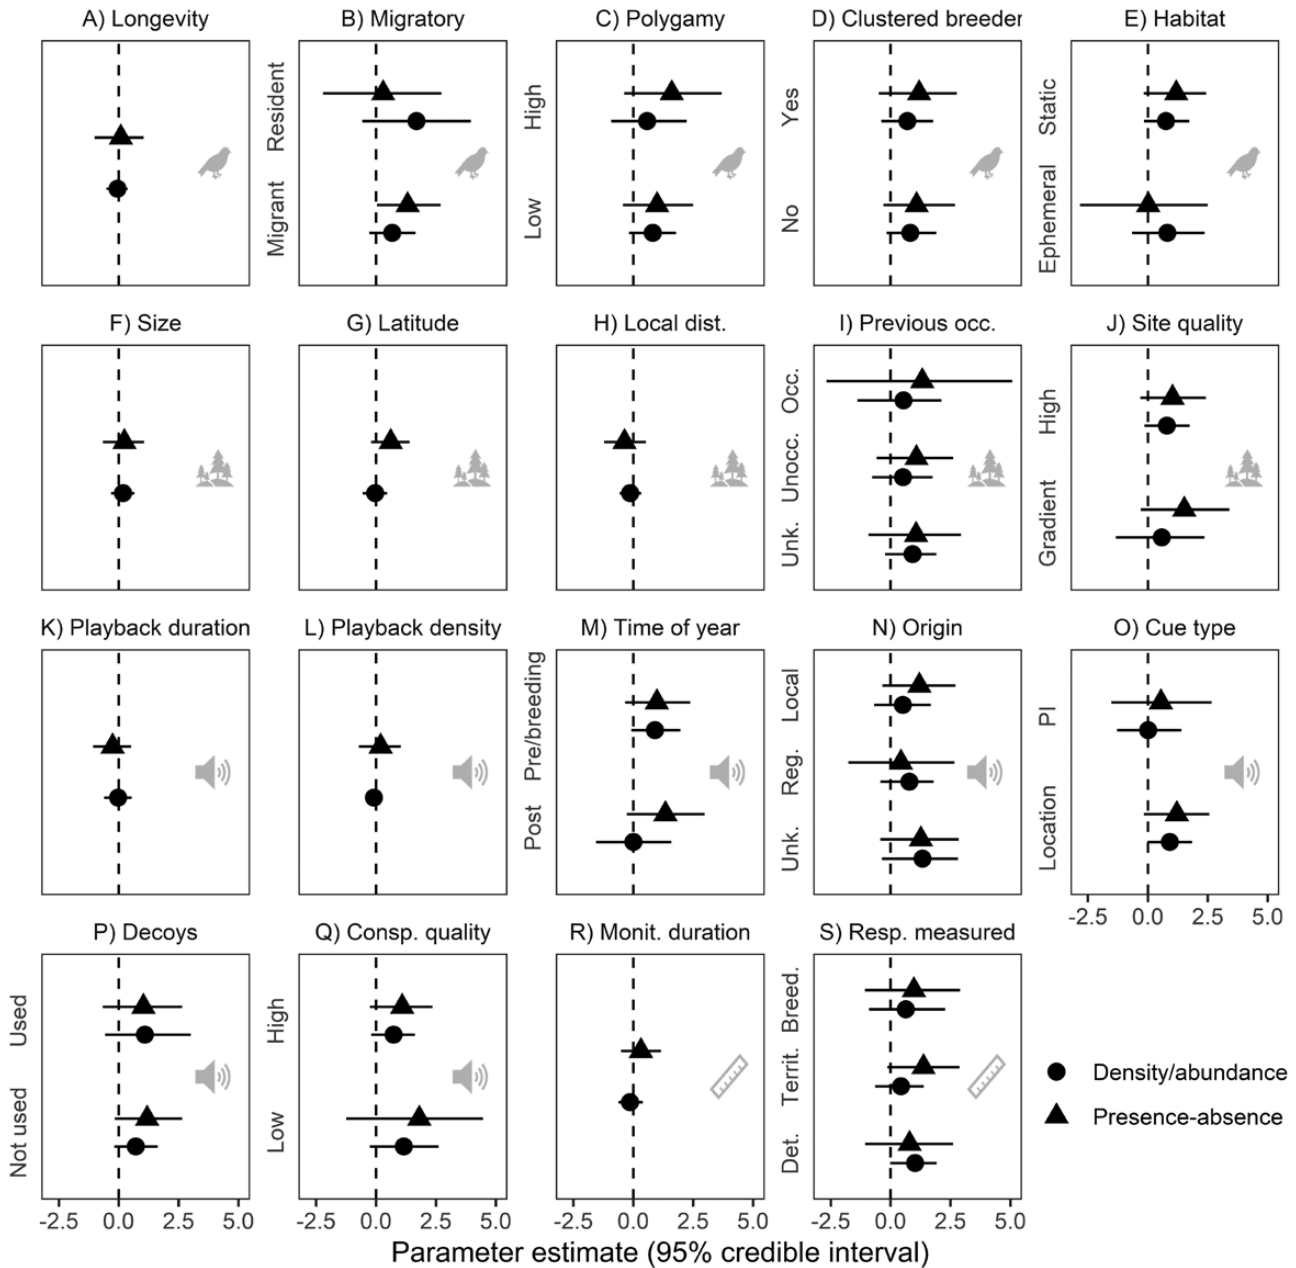 A) Longevity
B) Migratory
C) Polygamy
D) Clustered breeder
E) Habitat
Resident
Migrant
High
Low
Yes
No
Static
Ephemeral
F) Size
G) Latitude
H) Local dist.
I) Previous occ.
J) Site quality
Occ.
Unocc.
Unk.
High
Gradient
K) Playback duration
L) Playback density
M) Time of year
N) Origin
O) Cue type
Pre/breeding
Post
Local
Reg.
Unk.
PI
Location
-2.5 0.0 2.5 5.0
P) Decoys
Q) Consp. quality
R) Monit. duration
S) Resp. measured
Used
Not used
High
Low
Breed.
Territ.
Det.
Density/abundance
Presence-absence
-2.5 0.0 2.5 5.0
-2.5 0.0 2.5 5.0
-2.5 0.0 2.5 5.0
-2.5 0.0 2.5 5.0
Parameter estimate (95% credible interval)